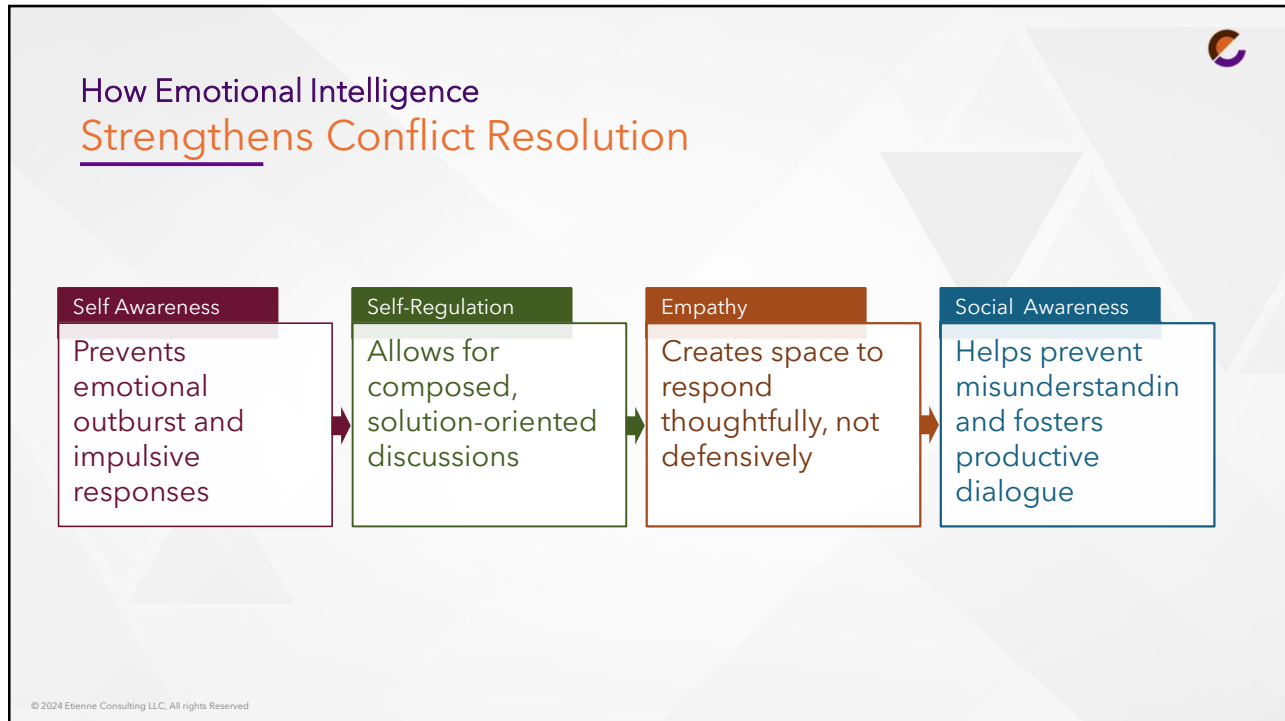 How Emotional Intelligence
Strengthens Conflict Resolution
Self Awareness
Prevents
emotional
outburst and
impulsive
responses
Self-Regulation
Allows for
composed,
solution-oriented
discussions
Empathy
Creates space to
respond
thoughtfully, not
defensively
Social Awareness
Helps prevent
misunderstandin
and fosters
productive
dialogue
© 2024 Etienne Consulting LLC, All rights Reserved